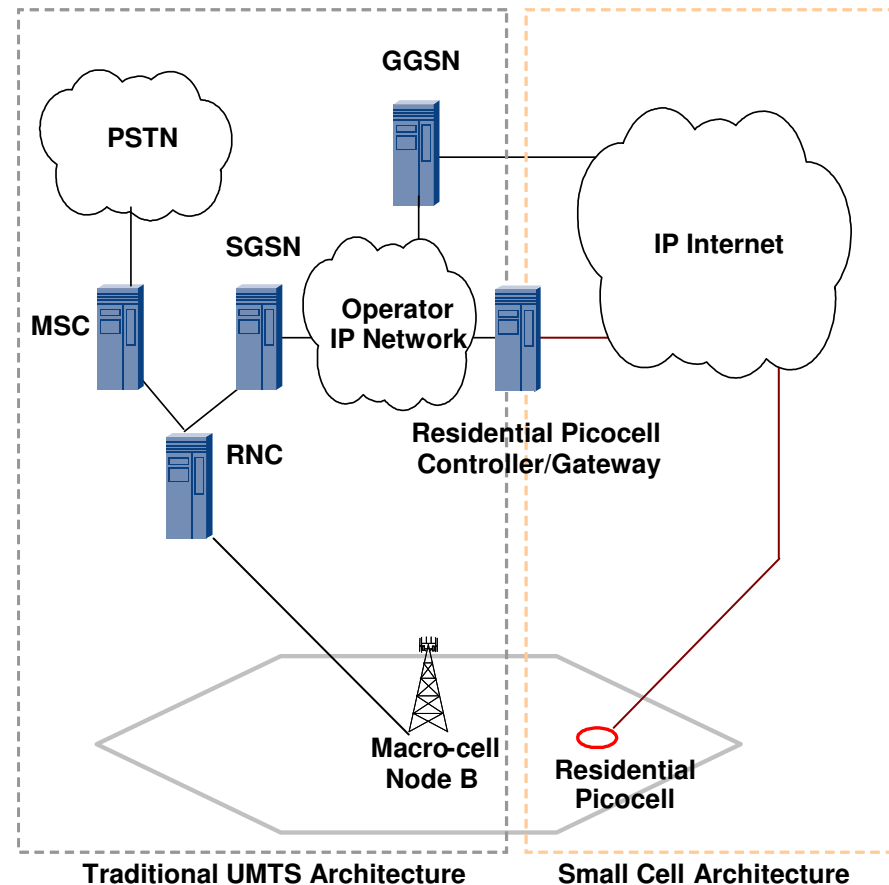 GGSN
PSTN
SGSN
IP Internet
MSC
Operator
IP Network
RNC
Residential Picocell
Controller/Gateway
Macro-cell
Node B
Residential
Picocell
Traditional UMTS Architecture
Small Cell Architecture